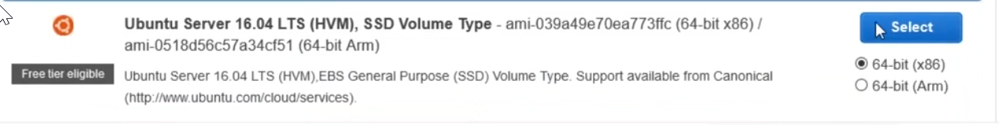 Ubuntu Server 16.04 LTS (HVM), SSD Volume Type - ami-039a49e70ea773ffc (64-bit x86) /
ami-0518d56c57a34cf51 (64-bit Arm)
Select
64-bit (x86)
64-bit (Arm)
Free tier eligible
Ubuntu Server 16.04 LTS (HVM),EBS General Purpose (SSD) Volume Type. Support available from Canonical
(http://www.ubuntu.com/cloud/services).